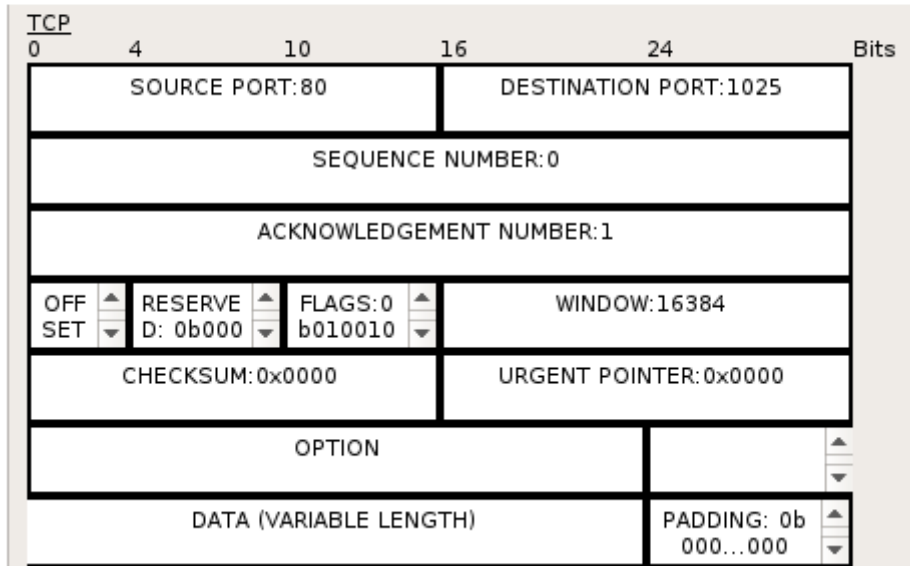 TCP
0 4 10 16 24 Bits
SOURCE PORT:80 DESTINATION PORT:1025
SEQUENCE NUMBER:0
ACKNOWLEDGEMENT NUMBER:1
OFF RESERVE FLAGS:0 WINDOW:16384
SET D: 0b000 b010010
CHECKSUM:0x0000 URGENT POINTER:0x0000
OPTION
DATA (VARIABLE LENGTH) PADDING: 0b
000...000